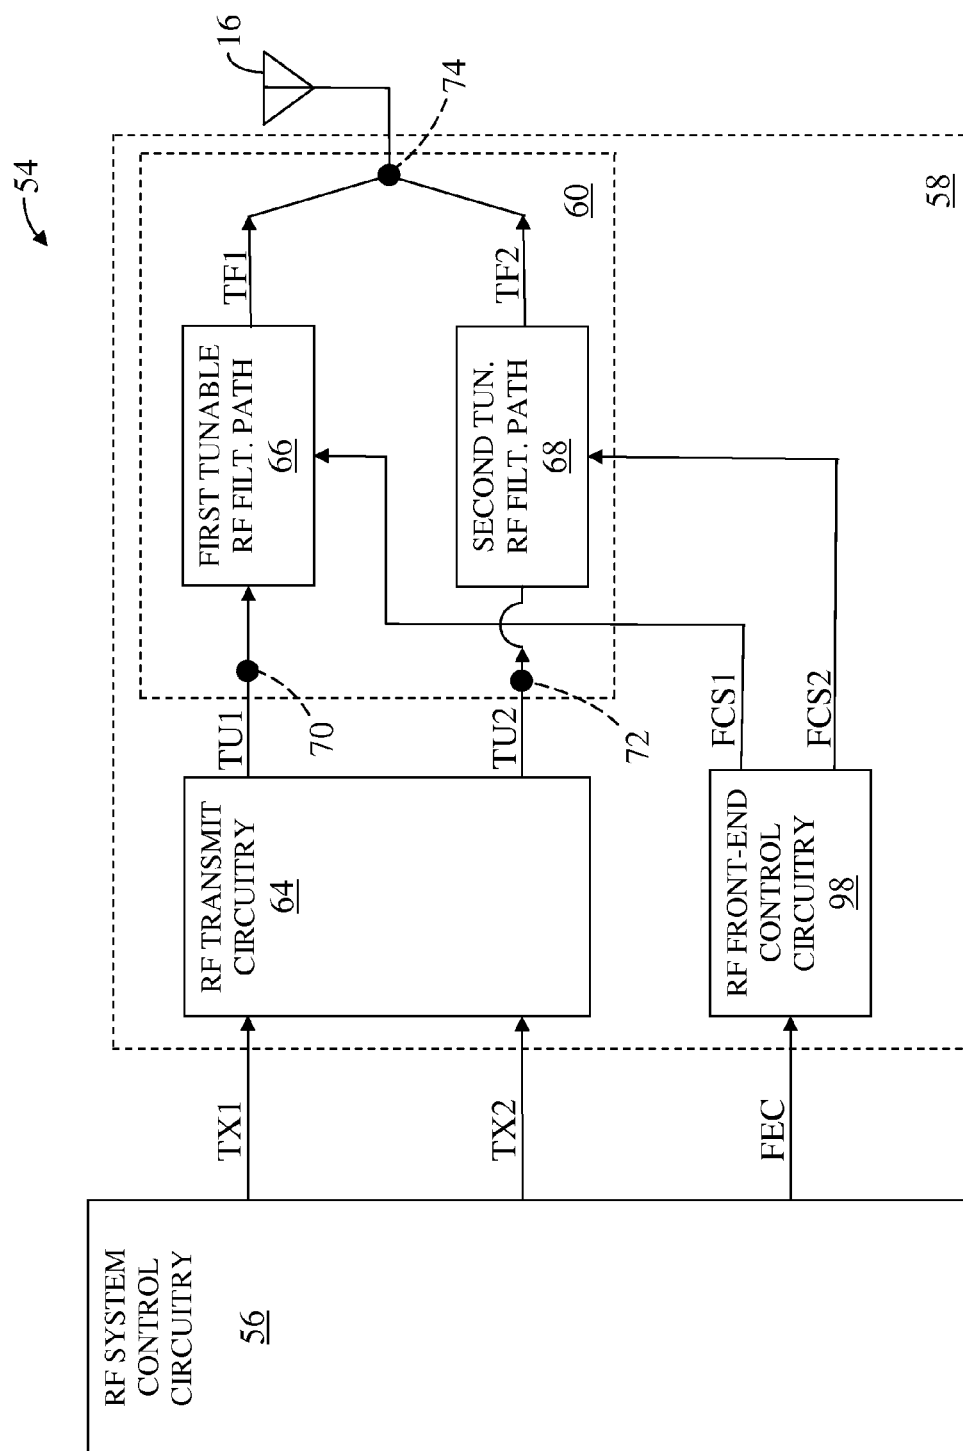 54
16
74
RF SYSTEM
CONTROL
CIRCUITRY
56
TX1
TX2
FEC
RF TRANSMIT
CIRCUITRY
64
RF FRONT-END
CONTROL
CIRCUITRY
98
TU1
70
TU2
72
FCS1
FCS2
FIRST TUNABLE
RF FILT. PATH
66
SECOND TUN.
RF FILT. PATH
68
TF1
TF2
60
58